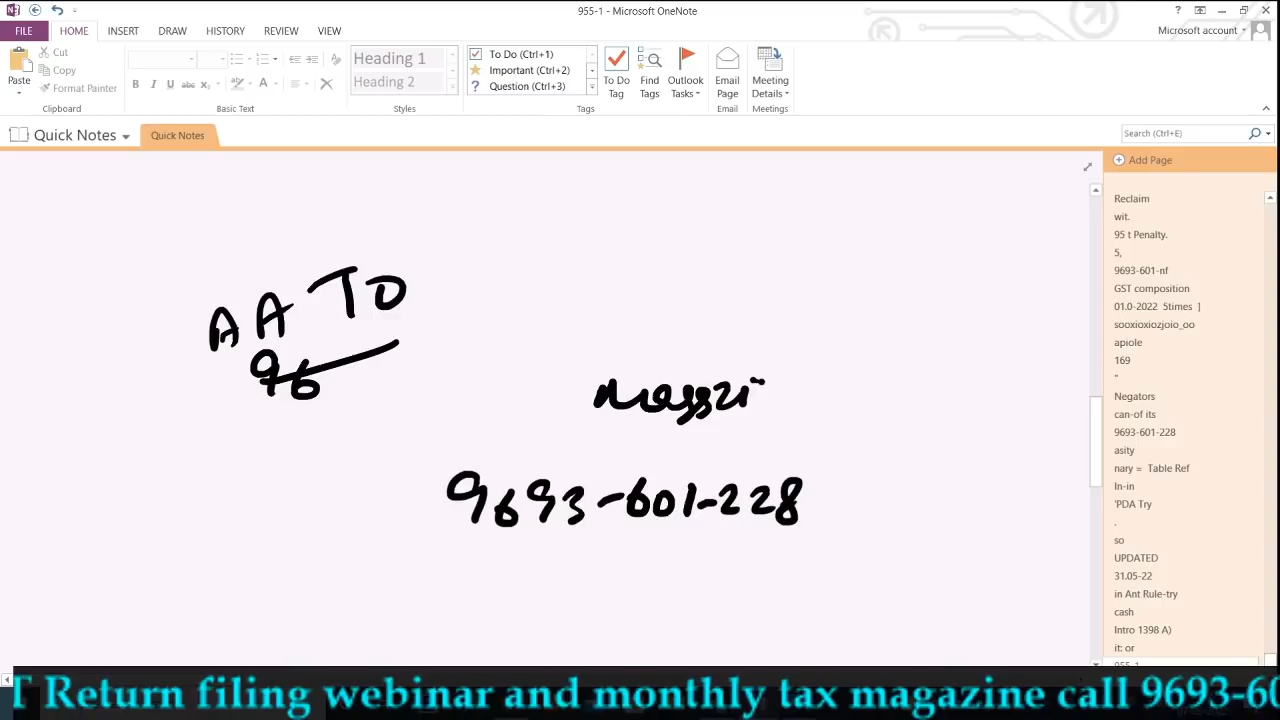 955-1 - Microsoft OneNote
FILE HOME INSERT DRAW HISTORY REVIEW VIEW
Microsoft account
Paste
Cut
Copy
Format Painter
Clipboard
B I U abc X₂ A
Basic Text
Heading 1
Heading 2
Styles
To Do (Ctrl+1)
Important (Ctrl+2)
? Question (Ctrl+3)
Tags
To Do Tag
Find Tags
Outlook Tasks
Email Page
Email
Meeting Details
Meetings
Quick Notes
Quick Notes
Search (Ctrl+E)
Add Page
AATO
96
9693-601-228
Reclaim
wit.
95 t Penalty.
5,
9693-601-nf
GST composition
01.0-2022 5times ]
sooxioxiozjoio_oo
apiole
169
"
Negators
can-of its
9693-601-228
asity
nary = Table Ref
In-in
'PDA Try
.
so
UPDATED
31.05-22
in Ant Rule-try
cash
Intro 1398 A)
it: or
955-1
T Return filing webinar and monthly tax magazine call 9693-60